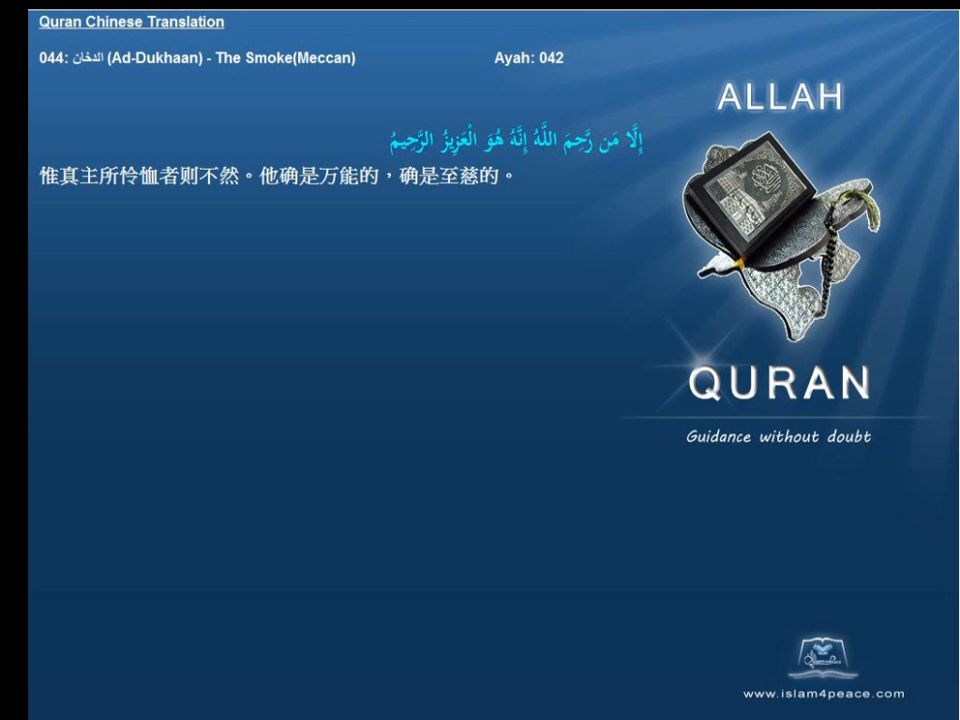 Quran Chinese Translation
044: الدخان (Ad-Dukhaan) - The Smoke(Meccan) Ayah: 042
ALLAH
إِلَّا مَن رَّحِمَ اللَّهُ إِنَّهُ هُوَ الْعَزِيزُ الرَّحِيمُ
惟真主所怜恤者则不然。他确是万能的，确是至慈的。
QURAN
Guidance without doubt
www.islam4peace.com